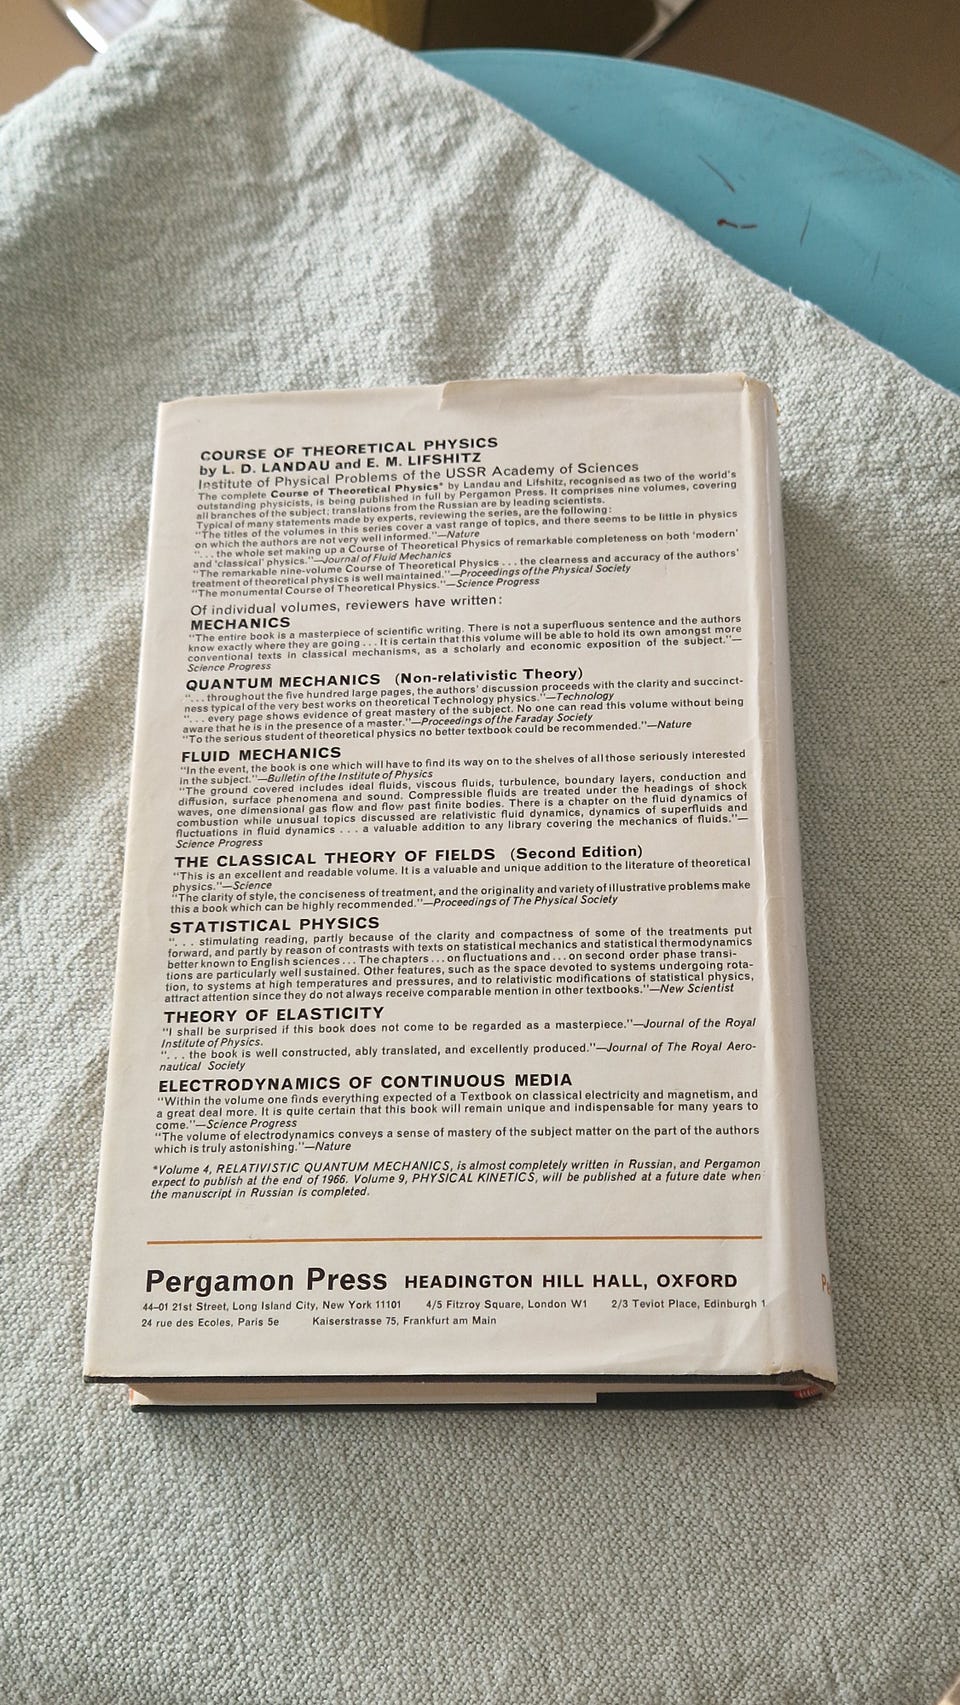 COURSE OF THEORETICAL PHYSICS
by L. D. LANDAU and E. M. LIFSHITZ
Institute of Physical Problems of the USSR Academy of Sciences
The complete Course of Theoretical Physics* by Landau and Lifshitz, recognised as two of the world's
outstanding physicists, is being published in full by Pergamon Press. It comprises nine volumes, covering
all branches of the subject; translations from the Russian are by leading scientists.
Typical of many statements made by experts, reviewing the series, are the following:
"The titles of the volumes in this series cover a vast range of topics, and there seems to be little in physics
on which the authors are not very well informed."—Nature
". . . the whole set making up a Course of Theoretical Physics of remarkable completeness on both 'modern'
and 'classical' physics."—Journal of Fluid Mechanics
"The remarkable nine-volume Course of Theoretical Physics . . . the clearness and accuracy of the authors'
treatment of theoretical physics is well maintained."—Proceedings of the Physical Society
"The monumental Course of Theoretical Physics."—Science Progress
Of individual volumes, reviewers have written:
MECHANICS
"The entire book is a masterpiece of scientific writing. There is not a superfluous sentence and the authors
know exactly where they are going . . . It is certain that this volume will be able to hold its own amongst more
conventional texts in classical mechanisms, as a scholarly and economic exposition of the subject."—
Science Progress
QUANTUM MECHANICS (Non-relativistic Theory)
". . . throughout the five hundred large pages, the authors' discussion proceeds with the clarity and succinct-
ness typical of the very best works on theoretical Technology physics."—Technology
". . . every page shows evidence of great mastery of the subject. No one can read this volume without being
aware that he is in the presence of a master."—Proceedings of the Faraday Society
"To the serious student of theoretical physics no better textbook could be recommended."—Nature
FLUID MECHANICS
"In the event, the book is one which will have to find its way on to the shelves of all those seriously interested
in the subject."—Bulletin of the Institute of Physics
"The ground covered includes ideal fluids, viscous fluids, turbulence, boundary layers, conduction and
diffusion, surface phenomena and sound. Compressible fluids are treated under the headings of shock
waves, one dimensional gas flow and flow past finite bodies. There is a chapter on the fluid dynamics of
combustion while unusual topics discussed are relativistic fluid dynamics, dynamics of superfluids and
fluctuations in fluid dynamics . . . a valuable addition to any library covering the mechanics of fluids."—
Science Progress
THE CLASSICAL THEORY OF FIELDS (Second Edition)
"This is an excellent and readable volume. It is a valuable and unique addition to the literature of theoretical
physics."—Science
"The clarity of style, the conciseness of treatment, and the originality and variety of illustrative problems make
this a book which can be highly recommended."—Proceedings of The Physical Society
STATISTICAL PHYSICS
". . . stimulating reading, partly because of the clarity and compactness of some of the treatments put
forward, and partly by reason of contrasts with texts on statistical mechanics and statistical thermodynamics
better known to English sciences . . . The chapters . . . on fluctuations and . . . on second order phase transi-
tions are particularly well sustained. Other features, such as the space devoted to systems undergoing rota-
tion, to systems at high temperatures and pressures, and to relativistic modifications of statistical physics,
attract attention since they do not always receive comparable mention in other textbooks."—New Scientist
THEORY OF ELASTICITY
"I shall be surprised if this book does not come to be regarded as a masterpiece."—Journal of the Royal
Institute of Physics.
". . . the book is well constructed, ably translated, and excellently produced."—Journal of The Royal Aero-
nautical Society
ELECTRODYNAMICS OF CONTINUOUS MEDIA
"Within the volume one finds everything expected of a Textbook on classical electricity and magnetism, and
a great deal more. It is quite certain that this book will remain unique and indispensable for many years to
come."—Science Progress
"The volume of electrodynamics conveys a sense of mastery of the subject matter on the part of the authors
which is truly astonishing."—Nature
*Volume 4, RELATIVISTIC QUANTUM MECHANICS, is almost completely written in Russian, and Pergamon
expect to publish at the end of 1966. Volume 9, PHYSICAL KINETICS, will be published at a future date when
the manuscript in Russian is completed.
Pergamon Press HEADINGTON HILL HALL, OXFORD
44–01 21st Street, Long Island City, New York 11101 4/5 Fitzroy Square, London W1 2/3 Teviot Place, Edinburgh 1
24 rue des Ecoles, Paris 5e Kaiserstrasse 75, Frankfurt am Main